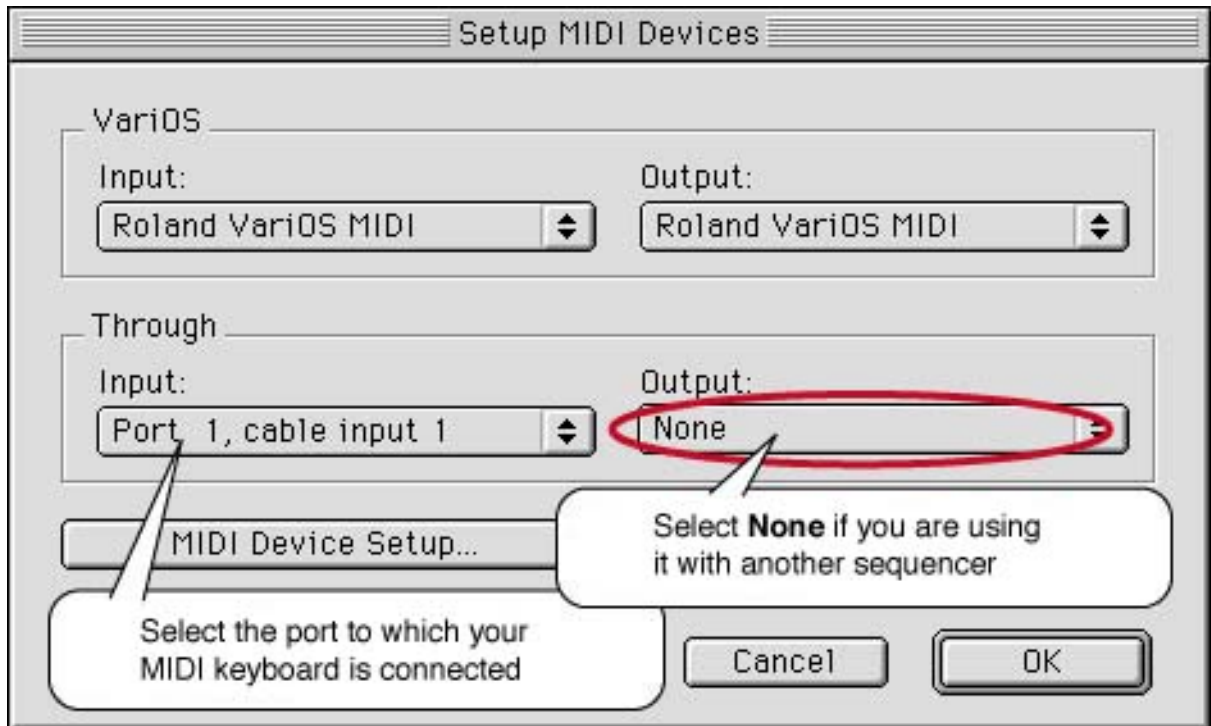 Setup MIDI Devices
VariOS
Input:
Output:
Roland VariOS MIDI
Roland VariOS MIDI
Through
Input:
Output:
Port 1, cable input 1
None
MIDI Device Setup...
Select None if you are using
it with another sequencer
Select the port to which your
MIDI keyboard is connected
Cancel
OK